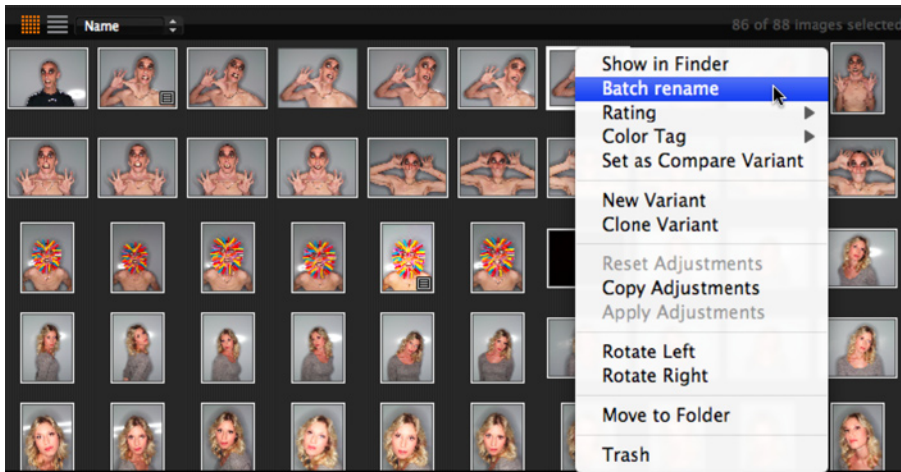 Name
86 of 88 images selected
Show in Finder
Batch rename
Rating
Color Tag
Set as Compare Variant
New Variant
Clone Variant
Reset Adjustments
Copy Adjustments
Apply Adjustments
Rotate Left
Rotate Right
Move to Folder
Trash